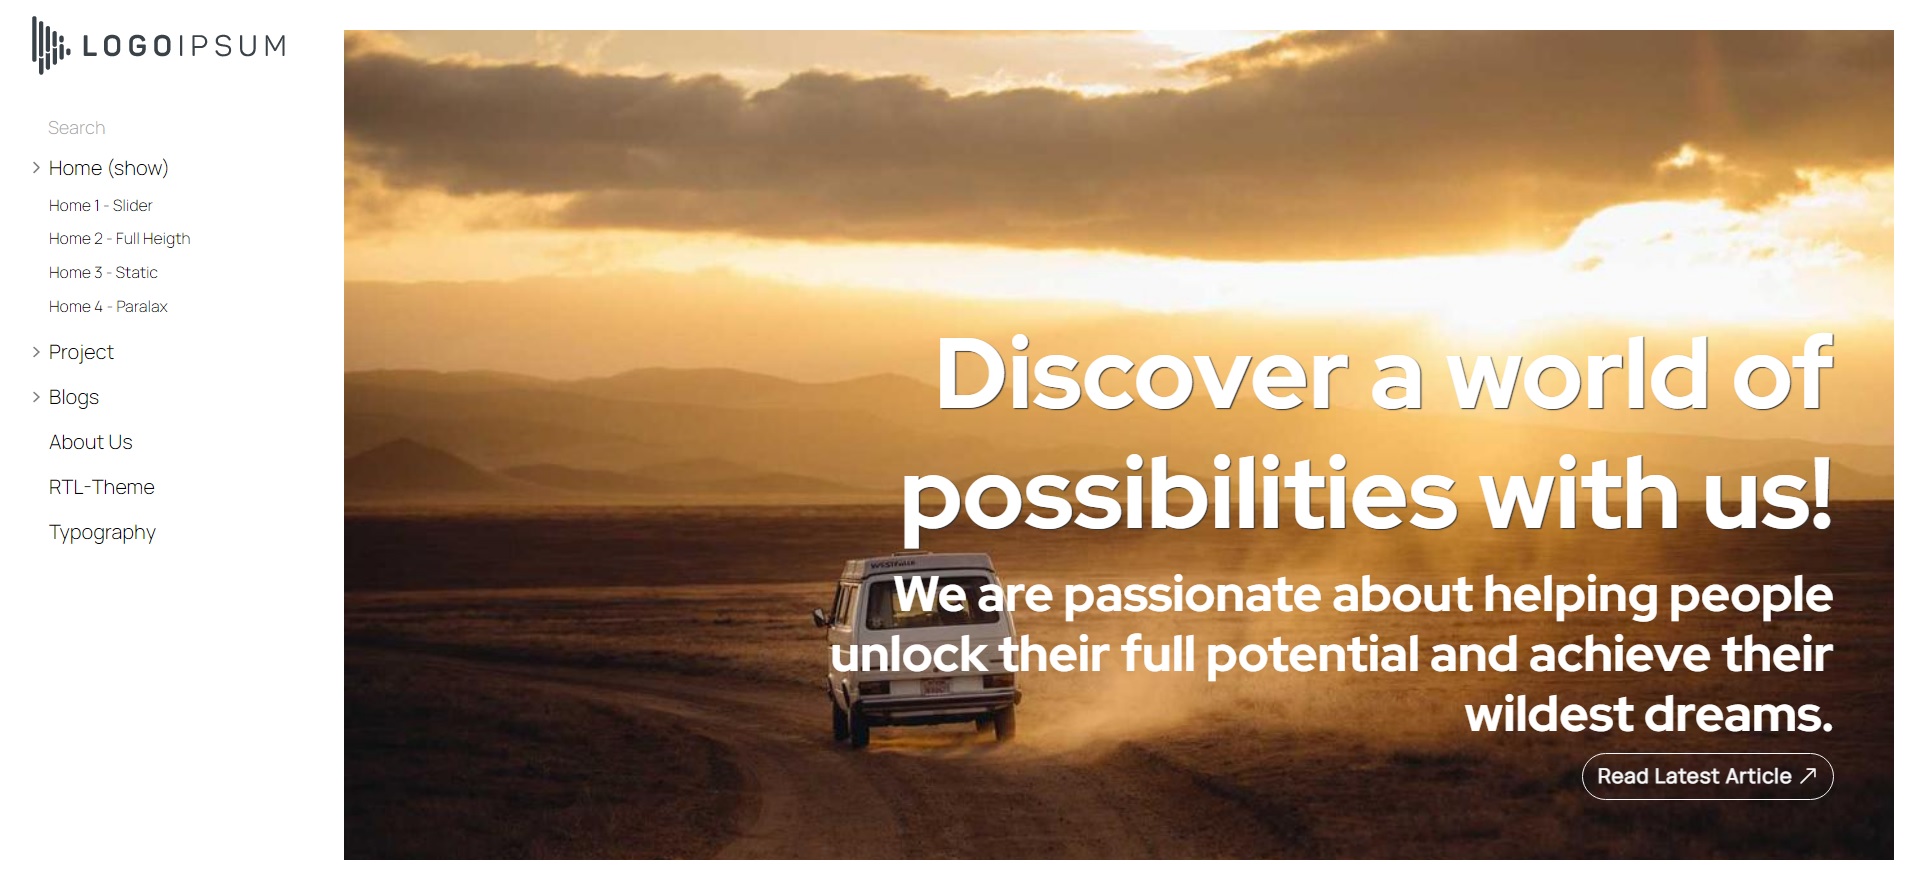 LOGOIPSUM
Search
Home (show)
Home 1 - Slider
Home 2 - Full Heigth
Home 3 - Static
Home 4 - Paralax
Project
Blogs
About Us
RTL-Theme
Typography
Discover a world of
possibilities with us!
We are passionate about helping people
unlock their full potential and achieve their
wildest dreams.
Read Latest Article